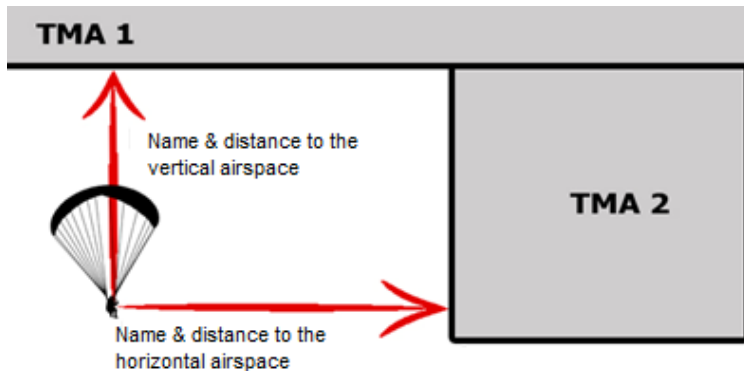 TMA 1
Name & distance to the
vertical airspace
TMA 2
Name & distance to the
horizontal airspace